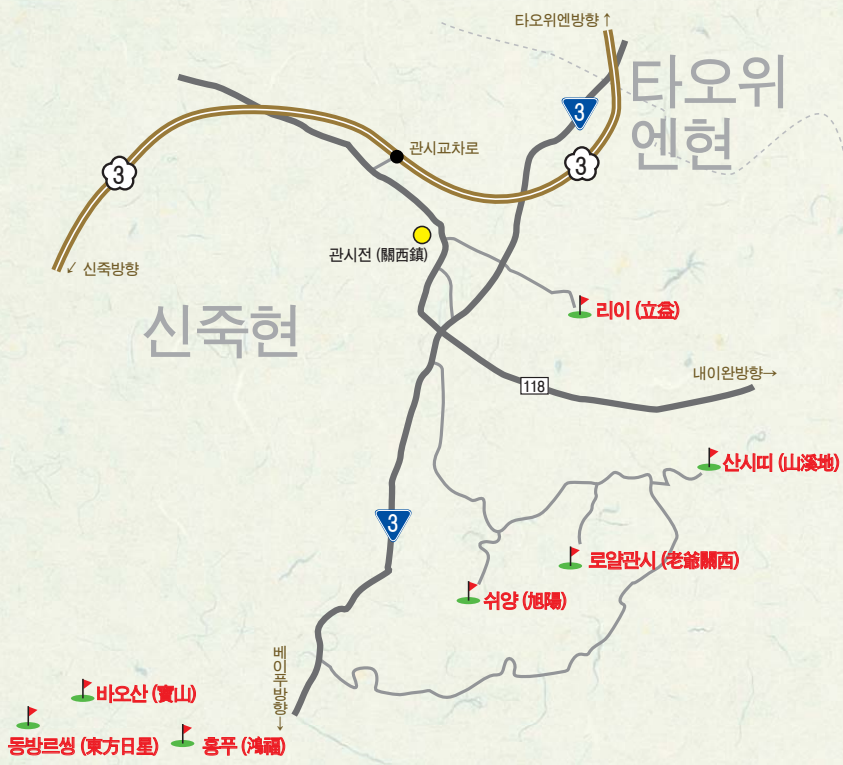 타오위엔방향 ↑
타오위
엔현
3
3
3
관시교차로
관시전 (關西鎮)
↙ 신죽방향
신죽현
리이 (立益)
내이완방향→
118
산시띠 (山溪地)
3
로얄관시 (老爺關西)
쉬양 (旭陽)
베이푸방향↓
바오산 (寶山)
동방르씽 (東方日星)
홍푸 (鴻福)